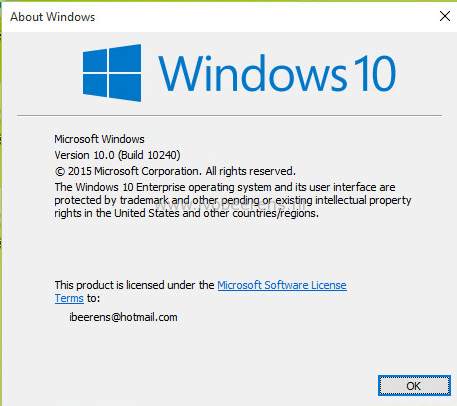 About Windows
Windows 10
Microsoft Windows
Version 10.0 (Build 10240)
© 2015 Microsoft Corporation. All rights reserved.
The Windows 10 Enterprise operating system and its user interface are
protected by trademark and other pending or existing intellectual property
rights in the United States and other countries/regions.
www.ivobeerens.nl
This product is licensed under the Microsoft Software License
Terms to:
ibeerens@hotmail.com
OK